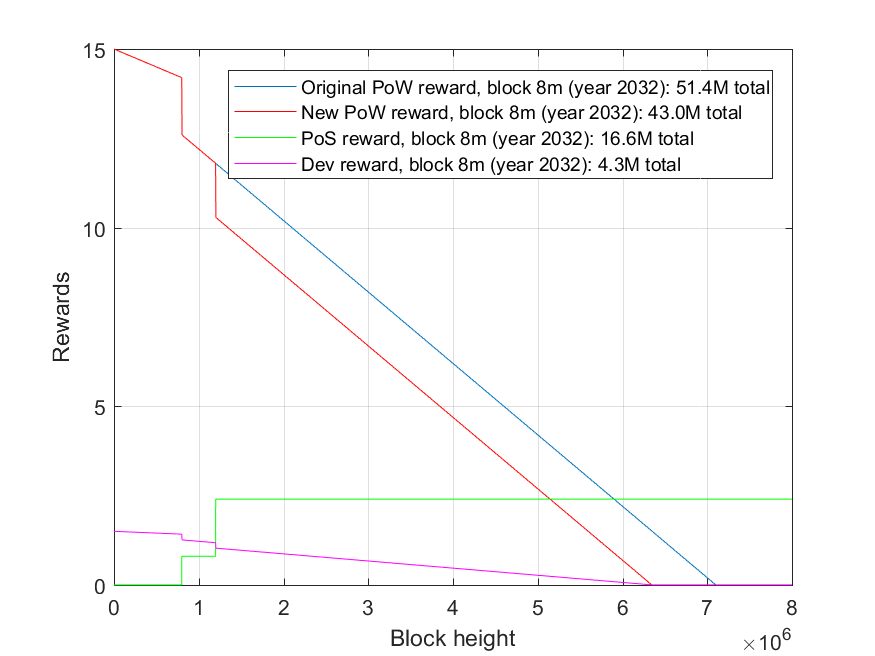 15
10
5
0
Rewards
Original PoW reward, block 8m (year 2032): 51.4M total
New PoW reward, block 8m (year 2032): 43.0M total
PoS reward, block 8m (year 2032): 16.6M total
Dev reward, block 8m (year 2032): 4.3M total
0 1 2 3 4 5 6 7 8
Block height
×10⁶